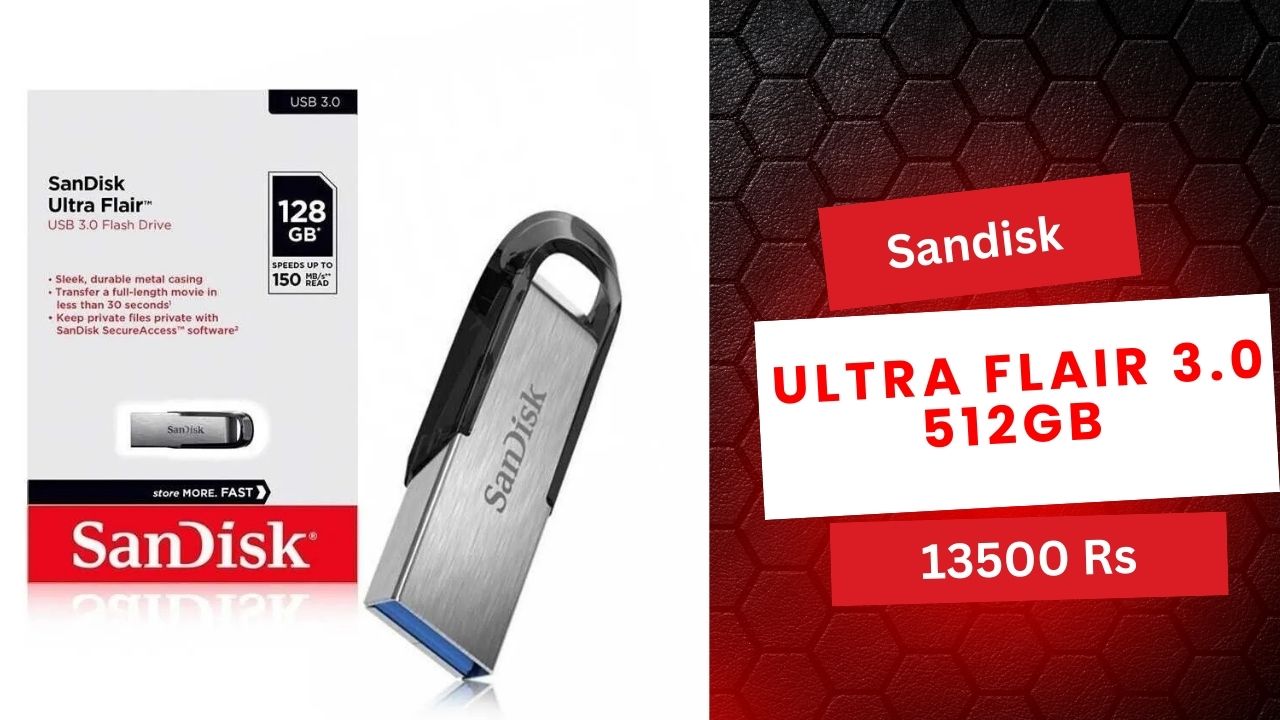 USB 3.0
SanDisk
Ultra Flair™
USB 3.0 Flash Drive
128
GB*
SPEEDS UP TO
150 MB/s** READ
• Sleek, durable metal casing
• Transfer a full-length movie in
less than 30 seconds¹
• Keep private files private with
SanDisk SecureAccess™ software²
SanDisk
store MORE. FAST
SanDisk®
SanDisk
Sandisk
ULTRA FLAIR 3.0
512GB
13500 Rs